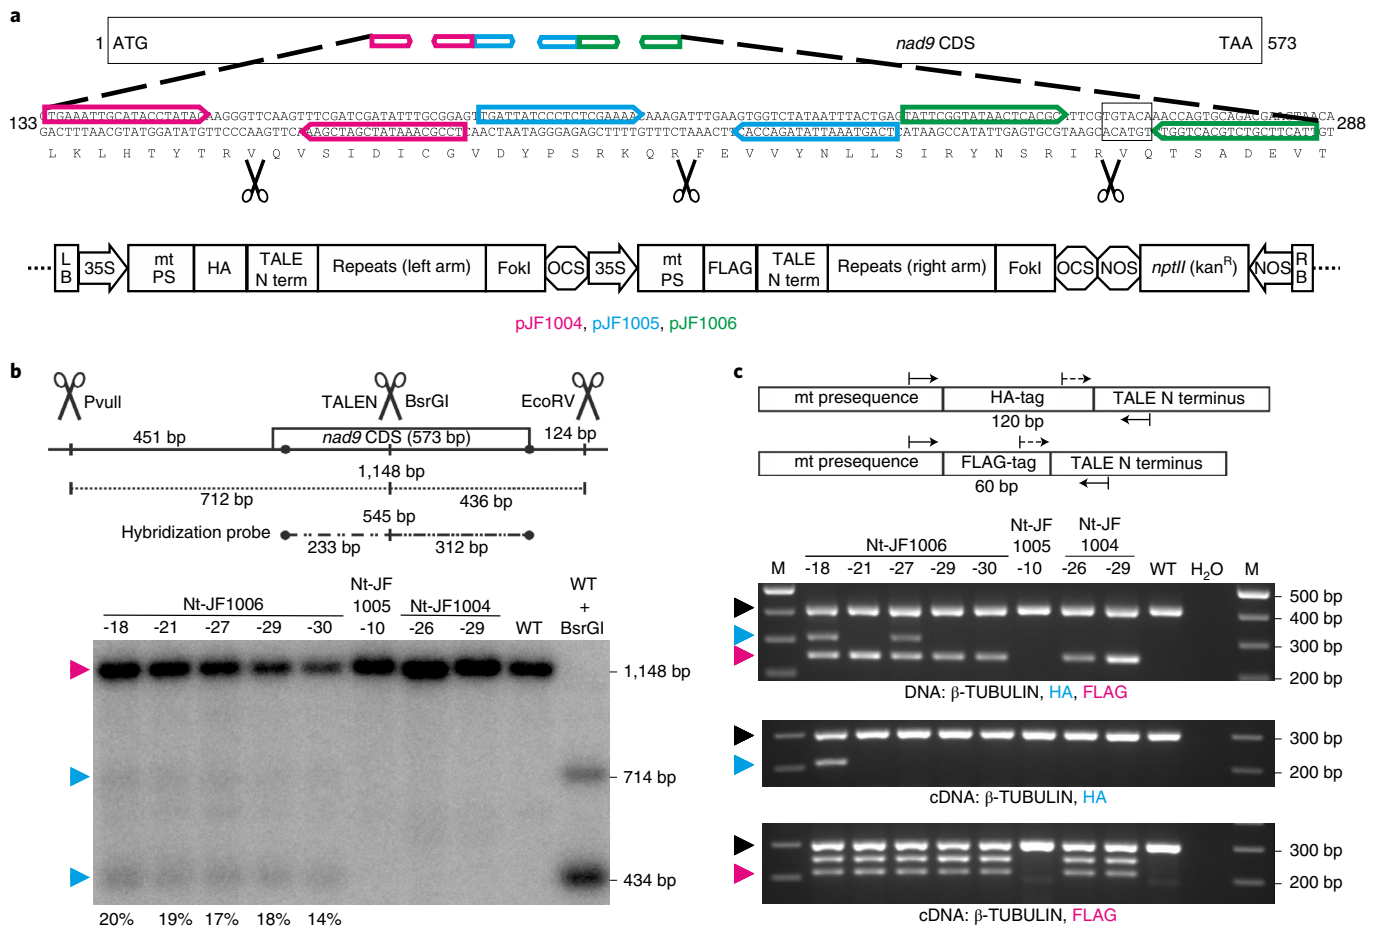 a
1 ATG nad9 CDS TAA 573
133 288
L K L H T Y T R V Q V S I D I C G V D Y P S R K Q R F E V V Y N L L S I R Y N S R I R V Q T S A D E V T
LB 35S mt PS HA TALE N term Repeats (left arm) FokI OCS 35S mt PS FLAG TALE N term Repeats (right arm) FokI OCS NOS nptII (kanR) NOS RB
pJF1004, pJF1005, pJF1006
b
PvuII TALEN BsrGI EcoRV
451 bp nad9 CDS (573 bp) 124 bp
1,148 bp
712 bp 436 bp
545 bp
Hybridization probe
233 bp 312 bp
Nt-JF1006 Nt-JF 1005 Nt-JF1004 WT + BsrGI
-18 -21 -27 -29 -30 -10 -26 -29 WT
1,148 bp
714 bp
434 bp
20% 19% 17% 18% 14%
c
mt presequence HA-tag TALE N terminus
120 bp
mt presequence FLAG-tag TALE N terminus
60 bp
Nt-JF1006 Nt-JF 1005 Nt-JF 1004
M -18 -21 -27 -29 -30 -10 -26 -29 WT H2O M
500 bp
400 bp
300 bp
200 bp
DNA: β-TUBULIN, HA, FLAG
300 bp
200 bp
cDNA: β-TUBULIN, HA
300 bp
200 bp
cDNA: β-TUBULIN, FLAG